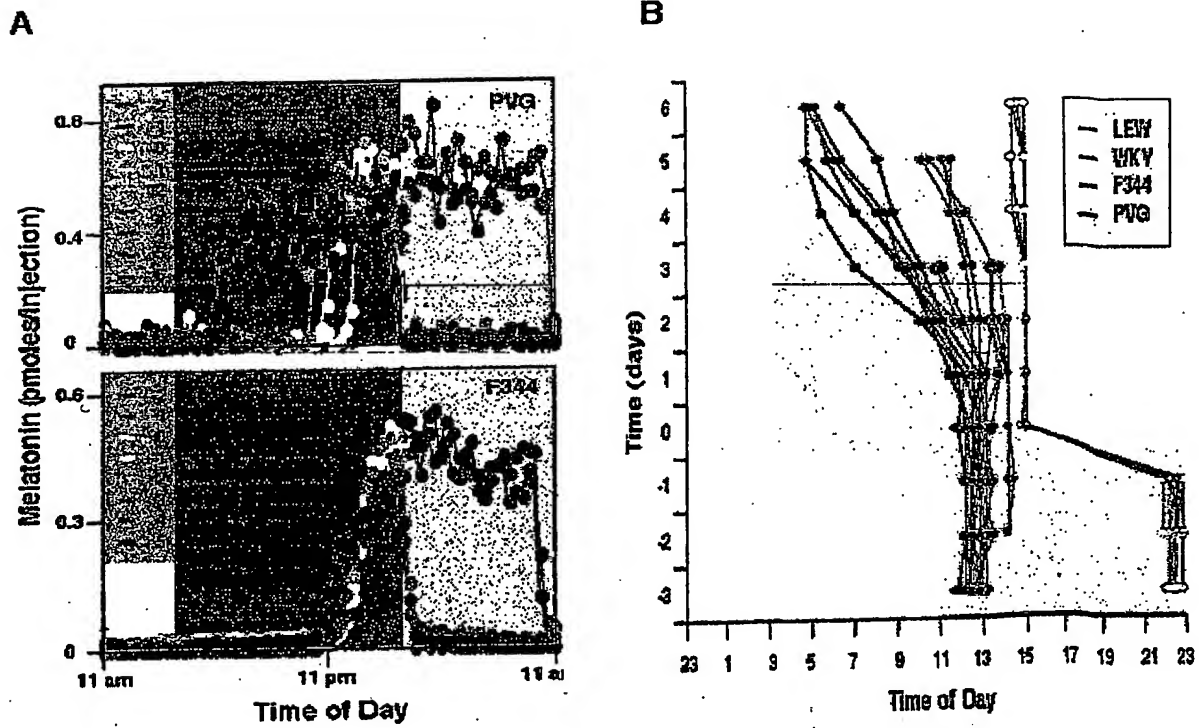 A
B
PVG
0.8
0.4
0
F344
0.6
0.3
0
Melatonin (pmoles/injection)
11 am
11 pm
11 a
Time of Day
6
5
4
3
2
1
0
-1
-2
-3
Time (days)
LEW
WKY
F344
PVG
23
1
3
5
7
9
11
13
15
17
19
21
23
Time of Day